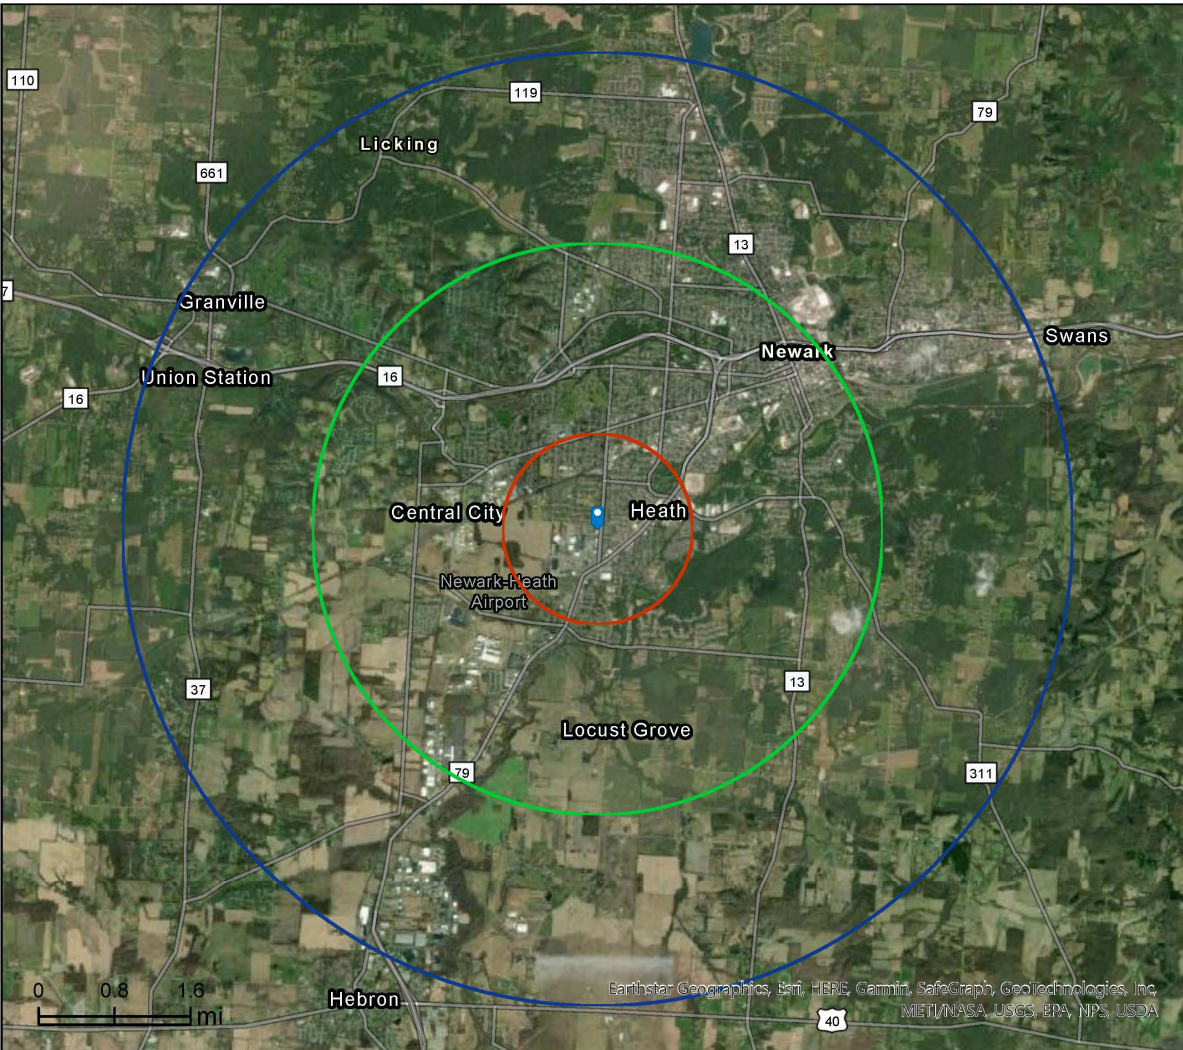 110
119
79
Licking
661
13
7
Granville
Swans
Newark
Union Station
16
16
Central City
Heath
Newark-Heath
Airport
13
37
Locust Grove
79
311
0 0.8 1.6
mi
Hebron
Earthstar Geographics, Esri, HERE, Garmin, SafeGraph, GeoTechnologies, Inc,
METI/NASA, USGS, EPA, NPS, USDA
40